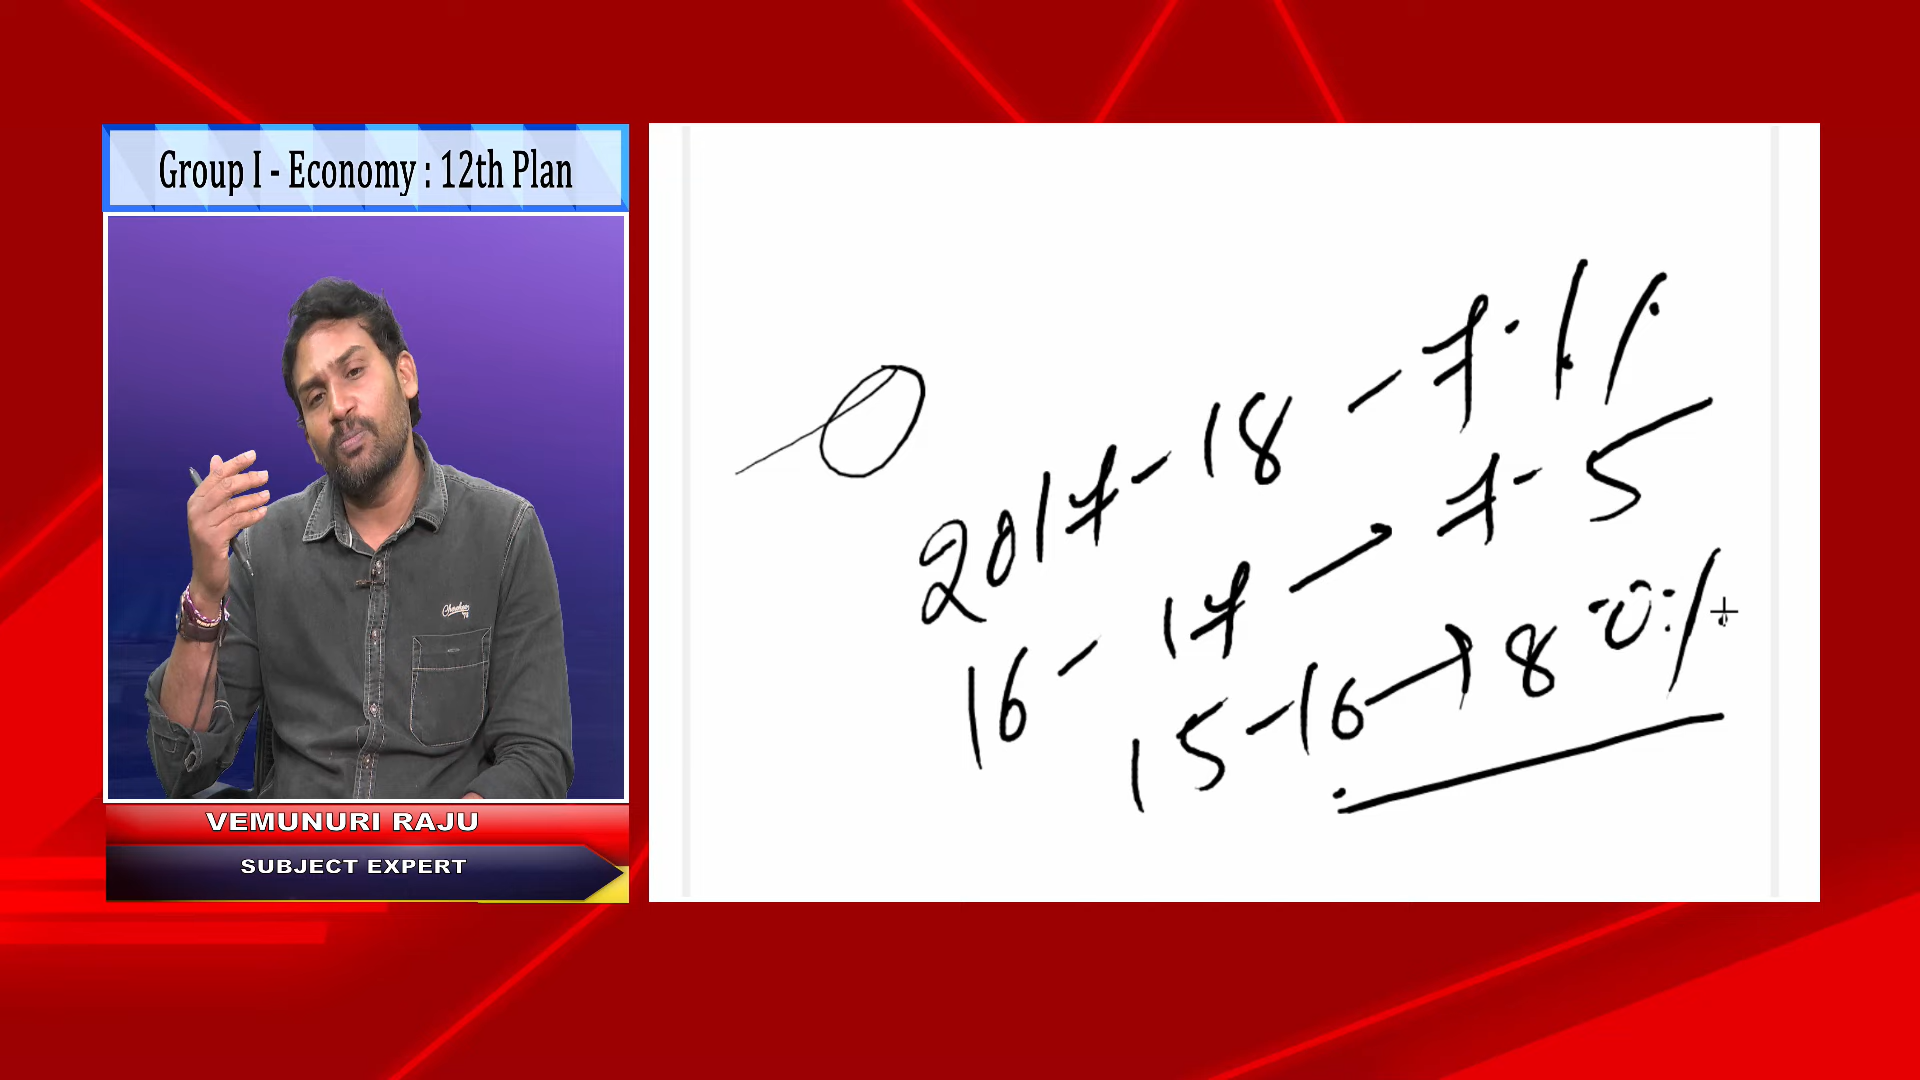 Group I - Economy : 12th Plan
2017 - 18 - 7.1%
16 - 17 → 7.5
15 - 16 → 8.0%
VEMUNURI RAJU
SUBJECT EXPERT